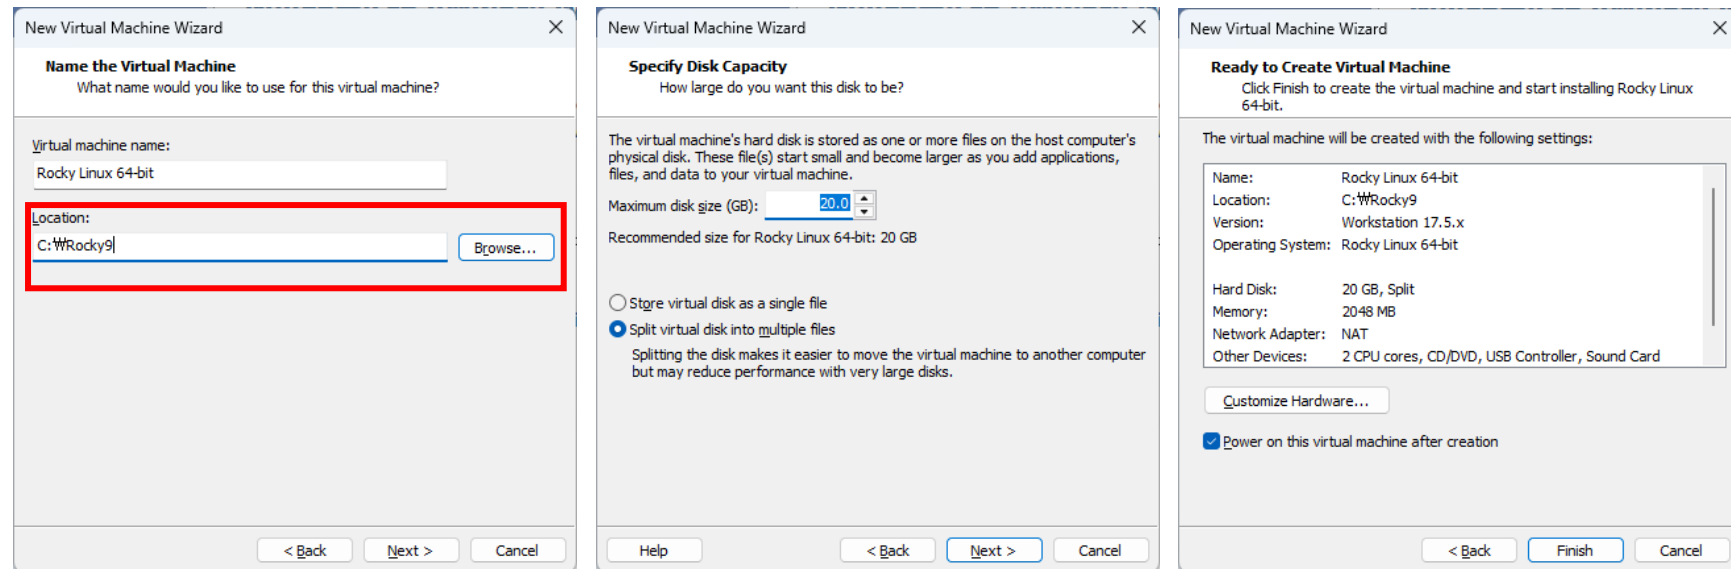 New Virtual Machine Wizard
Name the Virtual Machine
What name would you like to use for this virtual machine?
Virtual machine name:
Rocky Linux 64-bit
Location:
C:₩Rocky9
Browse...
< Back
Next >
Cancel
New Virtual Machine Wizard
Specify Disk Capacity
How large do you want this disk to be?
The virtual machine's hard disk is stored as one or more files on the host computer's
physical disk. These file(s) start small and become larger as you add applications,
files, and data to your virtual machine.
Maximum disk size (GB): 20.0
Recommended size for Rocky Linux 64-bit: 20 GB
Store virtual disk as a single file
Split virtual disk into multiple files
Splitting the disk makes it easier to move the virtual machine to another computer
but may reduce performance with very large disks.
Help
< Back
Next >
Cancel
New Virtual Machine Wizard
Ready to Create Virtual Machine
Click Finish to create the virtual machine and start installing Rocky Linux
64-bit.
The virtual machine will be created with the following settings:
Name: Rocky Linux 64-bit
Location: C:₩Rocky9
Version: Workstation 17.5.x
Operating System: Rocky Linux 64-bit
Hard Disk: 20 GB, Split
Memory: 2048 MB
Network Adapter: NAT
Other Devices: 2 CPU cores, CD/DVD, USB Controller, Sound Card
Customize Hardware...
Power on this virtual machine after creation
< Back
Finish
Cancel